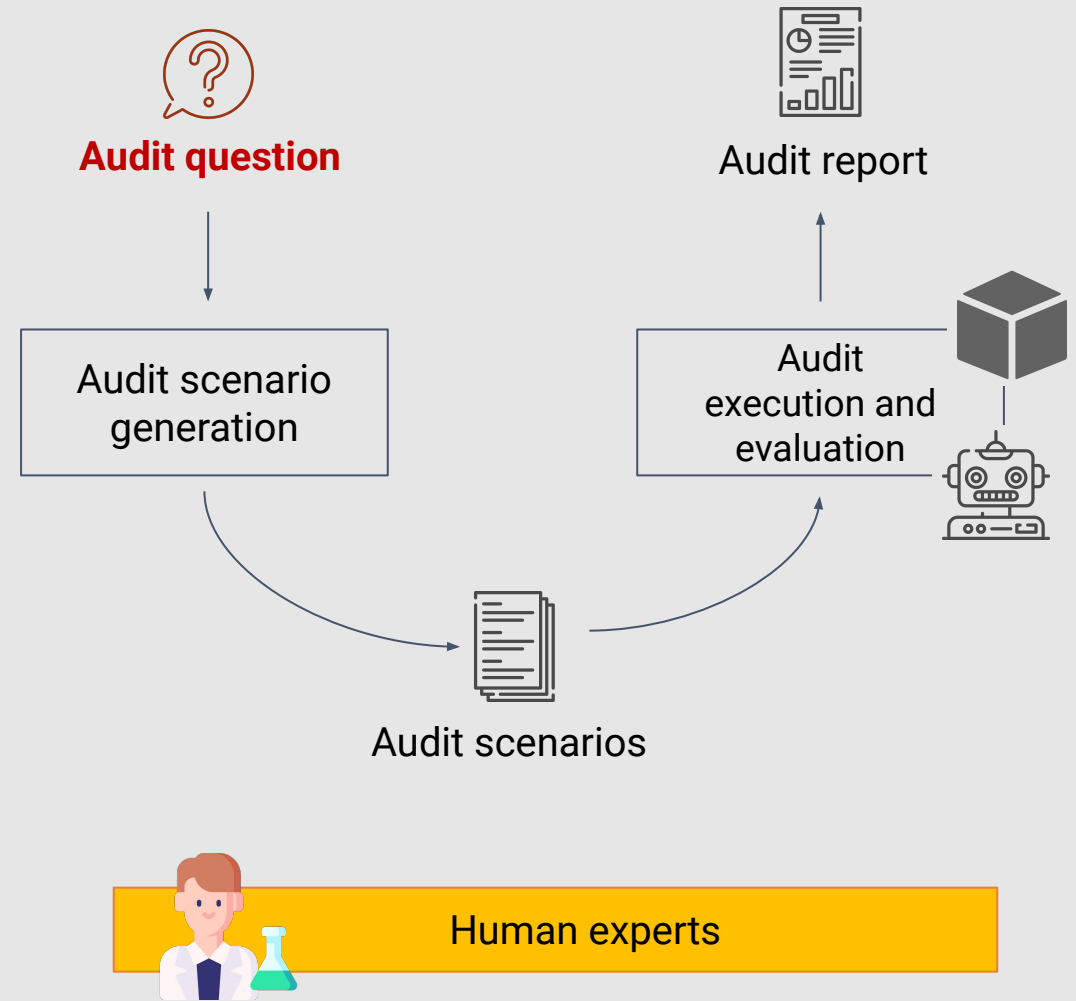 Audit question
Audit report
Audit scenario
generation
Audit
execution and
evaluation
Audit scenarios
Human experts